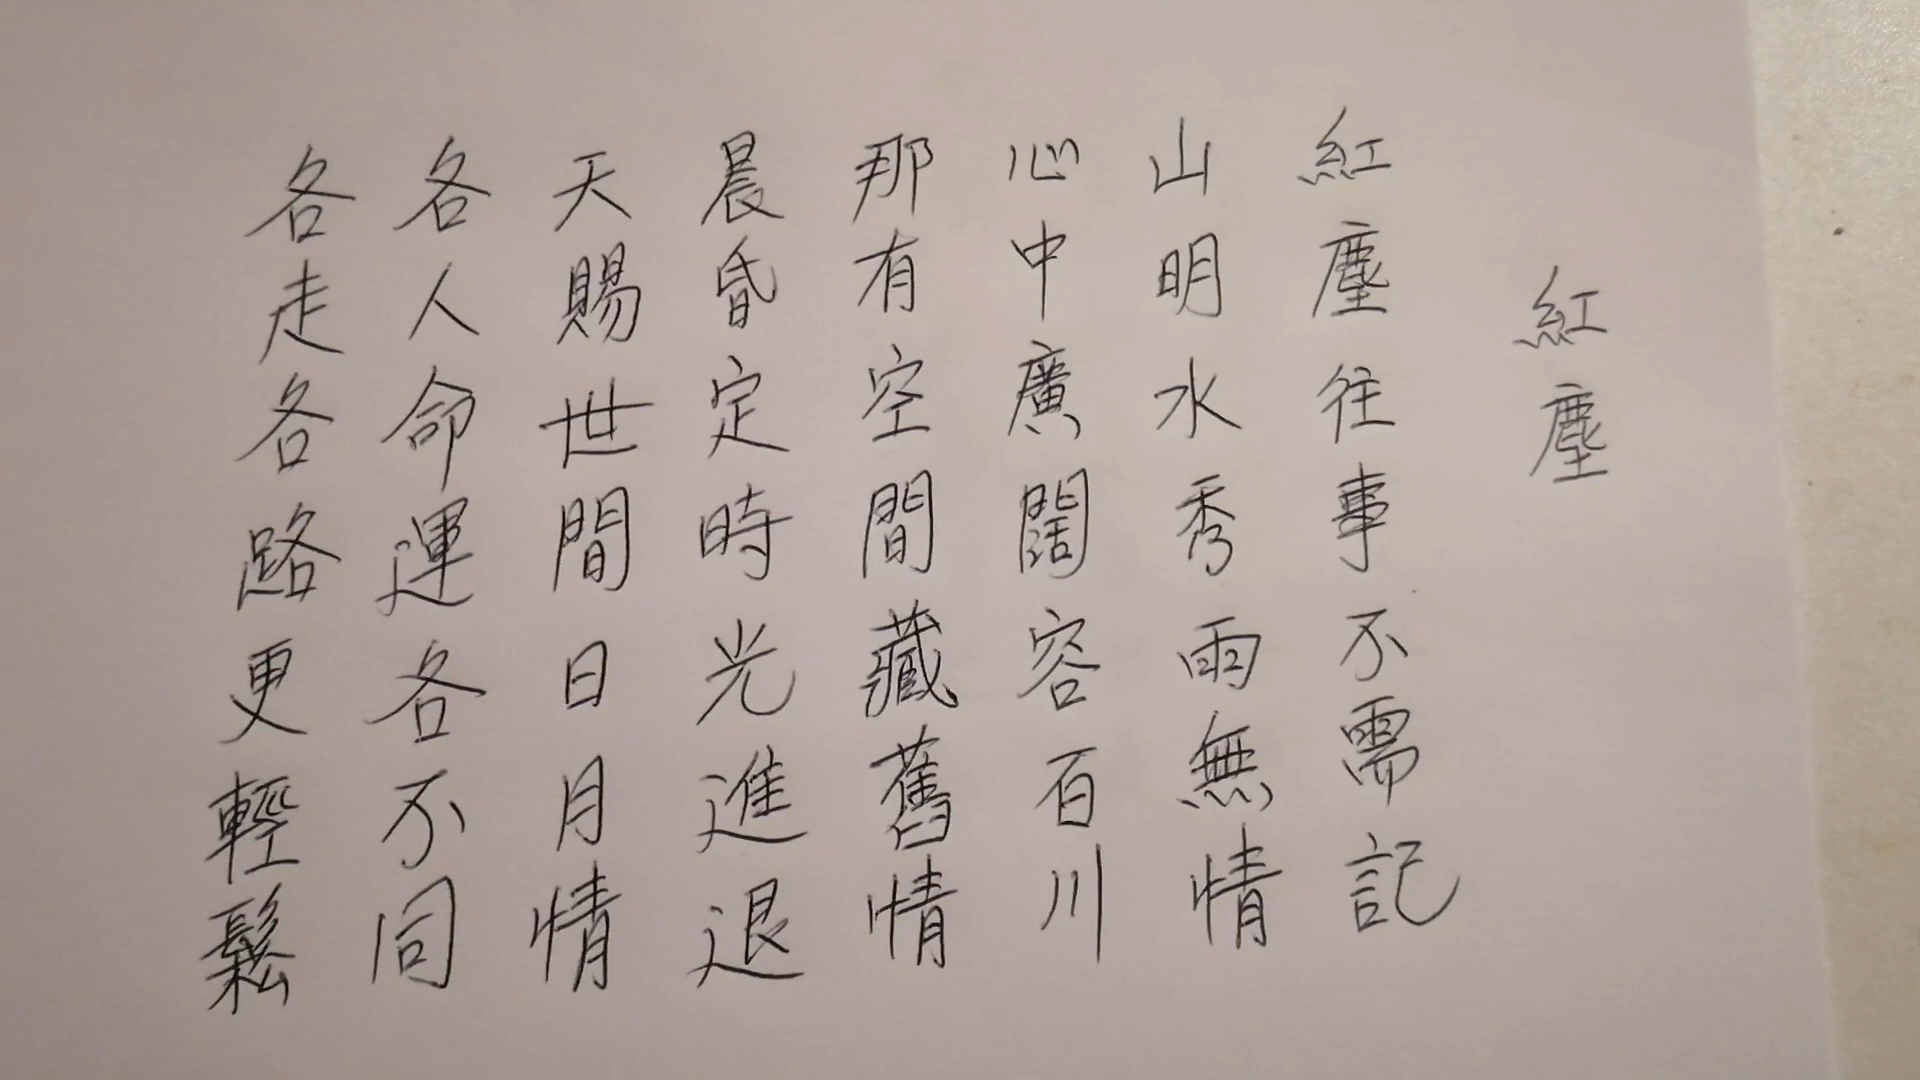 紅塵
紅塵往事不需記
山明水秀雨無情
心中廣闊容百川
那有空間藏舊情
晨昏定時光進退
天賜世間日月情
各人命運各不同
各走各路更輕鬆